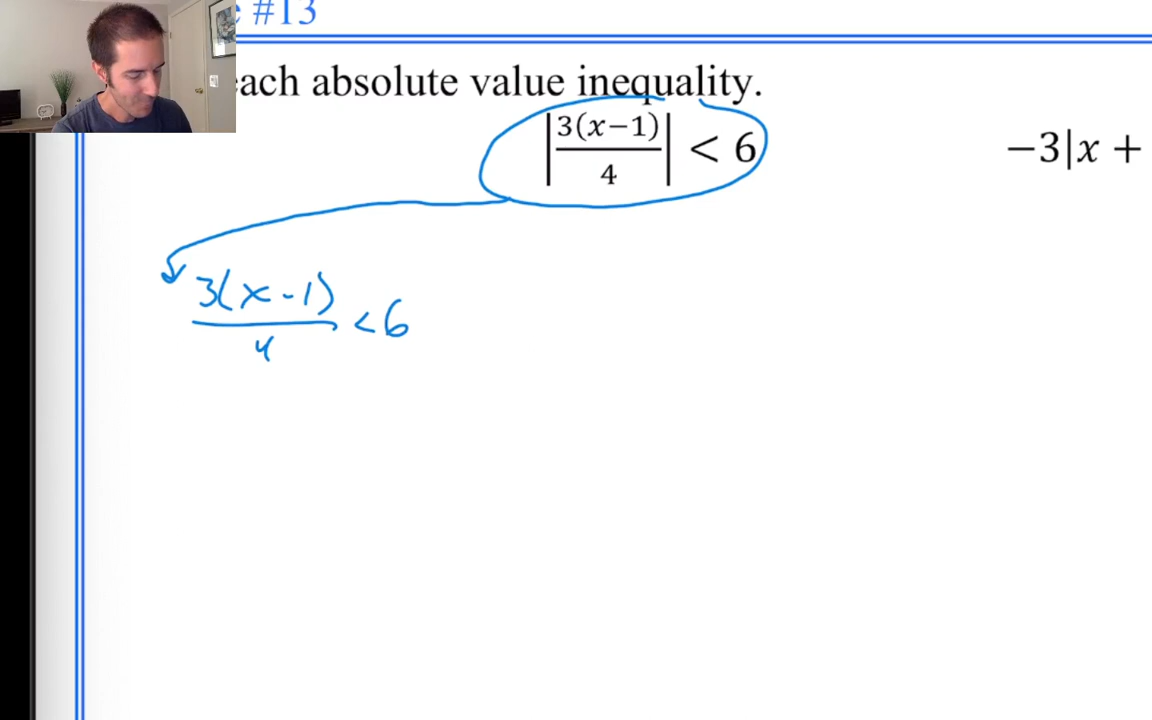 #13
each absolute value inequality.
|3(x−1)/4| < 6
−3|x +
3(x-1)/4 < 6